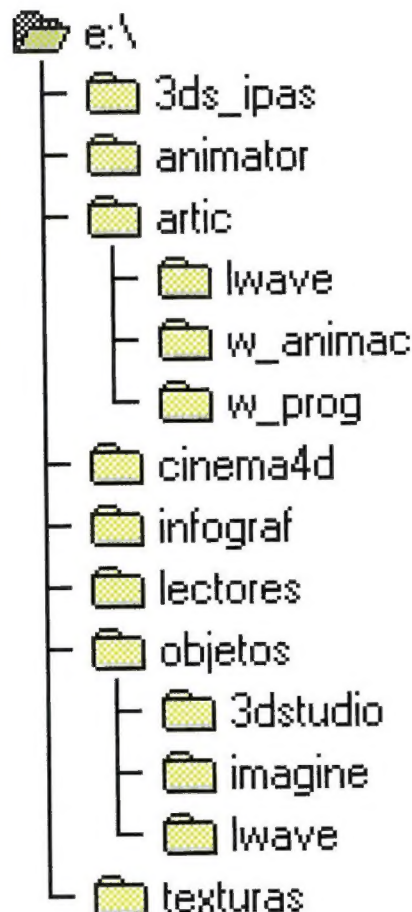 e:\
3ds_ipas
animator
artic
lwave
w_animac
w_prog
cinema4d
infograf
lectores
objetos
3dstudio
imagine
lwave
texturas